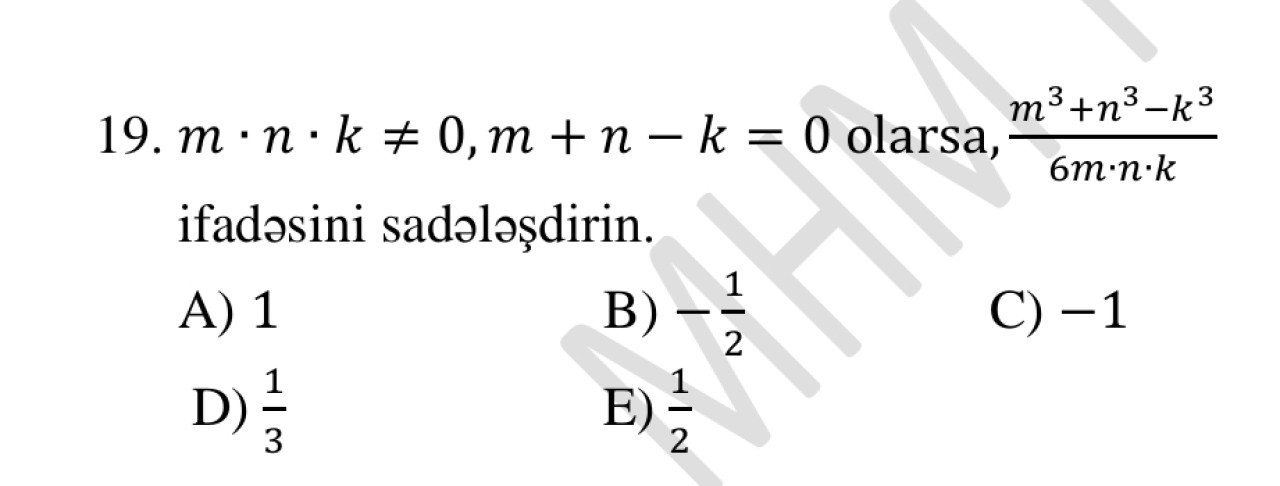 19. m · n · k ≠ 0, m + n − k = 0 olarsa, (m³+n³−k³)/(6m·n·k)
ifadəsini sadələşdirin.
A) 1 B) −1/2 C) −1
D) 1/3 E) 1/2
MHM